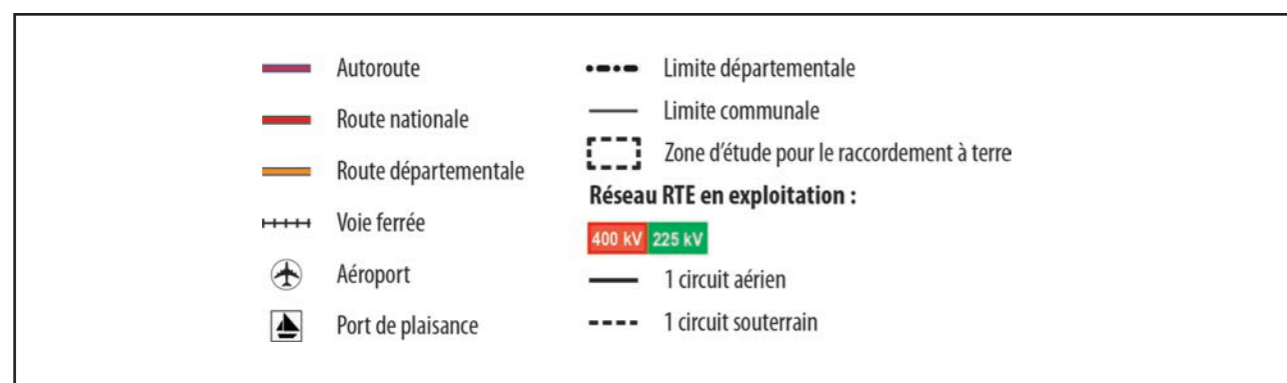 Autoroute
Route nationale
Route départementale
Voie ferrée
Aéroport
Port de plaisance
Limite départementale
Limite communale
Zone d'étude pour le raccordement à terre
Réseau RTE en exploitation :
400 kV 225 kV
1 circuit aérien
1 circuit souterrain